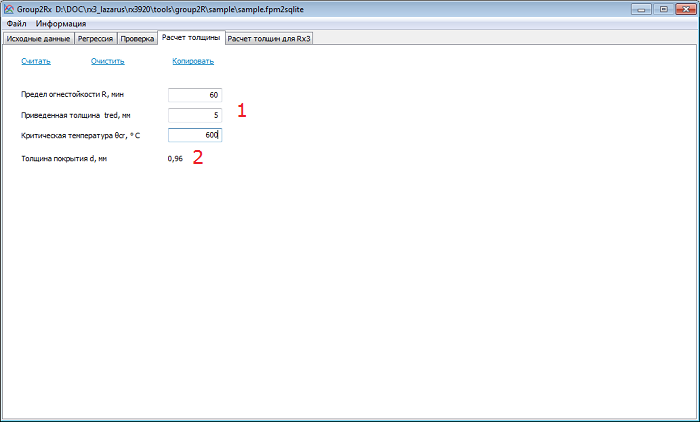 Group2Rx D:\DOC\rx3_lazarus\rx3920\tools\group2R\sample\sample.fpm2sqlite
Файл Информация
Исходные данные Регрессия Проверка Расчет толщины Расчет толщин для Rx3
Считать Очистить Копировать
Предел огнестойкости R, мин 60
Приведенная толщина tred, мм 5
1
Критическая температура θcr, °C 600
Толщина покрытия d, мм 0,96 2